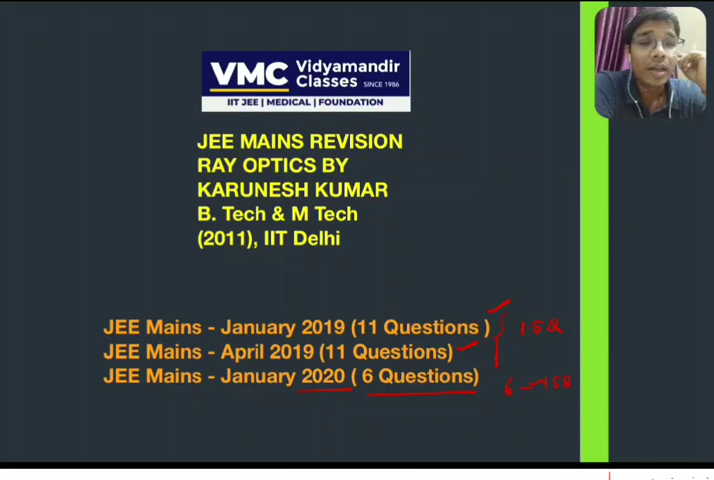 VMC Vidyamandir
Classes SINCE 1986
IIT JEE | MEDICAL | FOUNDATION
JEE MAINS REVISION
RAY OPTICS BY
KARUNESH KUMAR
B. Tech & M Tech
(2011), IIT Delhi
JEE Mains - January 2019 (11 Questions )
JEE Mains - April 2019 (11 Questions)
JEE Mains - January 2020 ( 6 Questions)
15Q
6